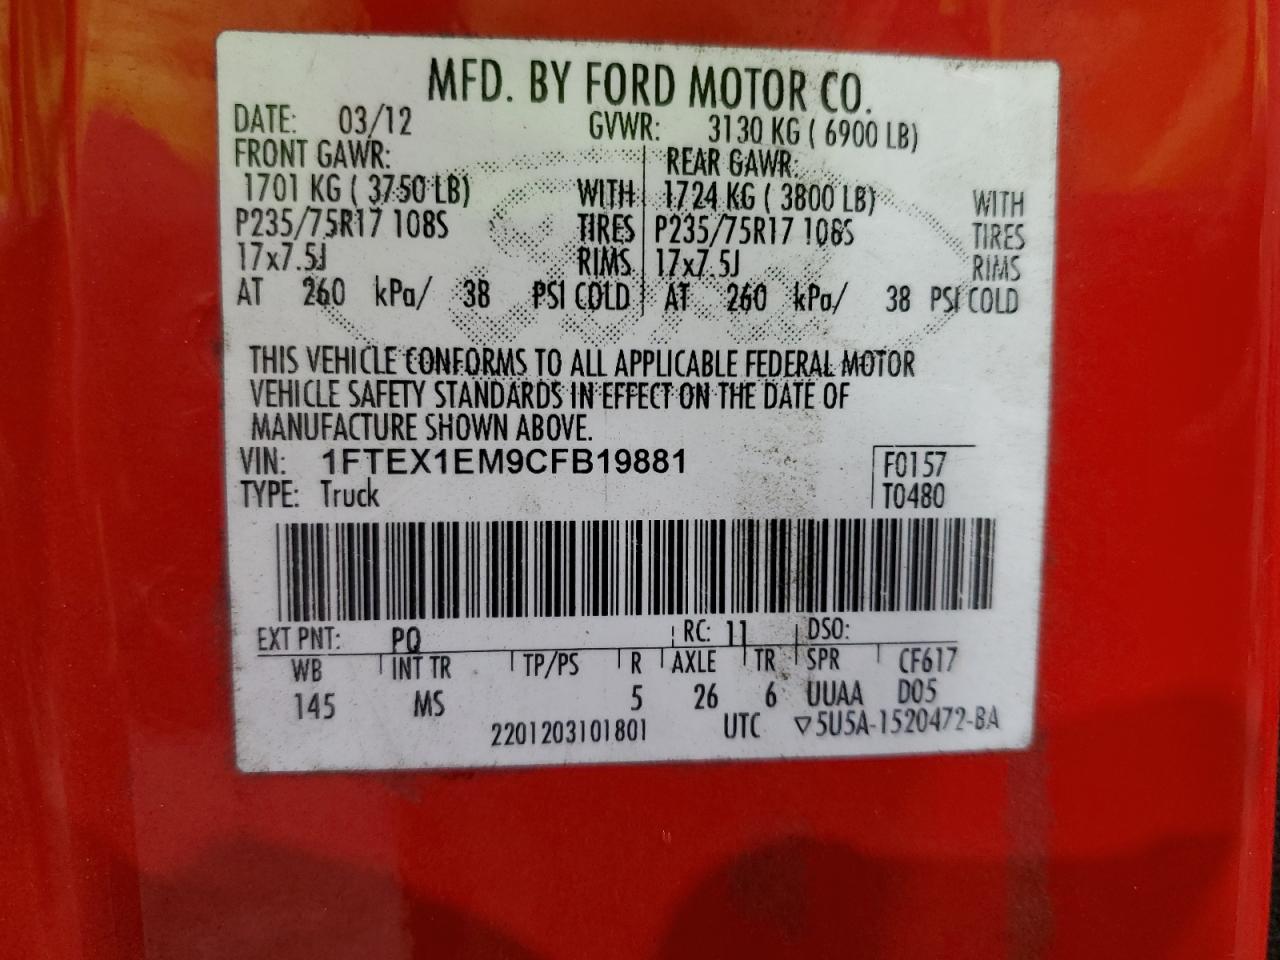 MFD. BY FORD MOTOR CO.
DATE: 03/12 GVWR: 3130 KG ( 6900 LB)
FRONT GAWR: REAR GAWR:
1701 KG ( 3750 LB) WITH 1724 KG ( 3800 LB) WITH
P235/75R17 108S TIRES P235/75R17 108S TIRES
17x7.5J RIMS 17x7.5J RIMS
AT 260 kPa/ 38 PSI COLD AT 260 kPa/ 38 PSI COLD
THIS VEHICLE CONFORMS TO ALL APPLICABLE FEDERAL MOTOR
VEHICLE SAFETY STANDARDS IN EFFECT ON THE DATE OF
MANUFACTURE SHOWN ABOVE.
VIN: 1FTEX1EM9CFB19881 F0157
TYPE: Truck T0480
EXT PNT: PQ RC: 11 DSO:
WB INT TR TP/PS R AXLE TR SPR CF617
145 MS 5 26 6 UUAA D05
2201203101801 UTC ▽5U5A-1520472-BA